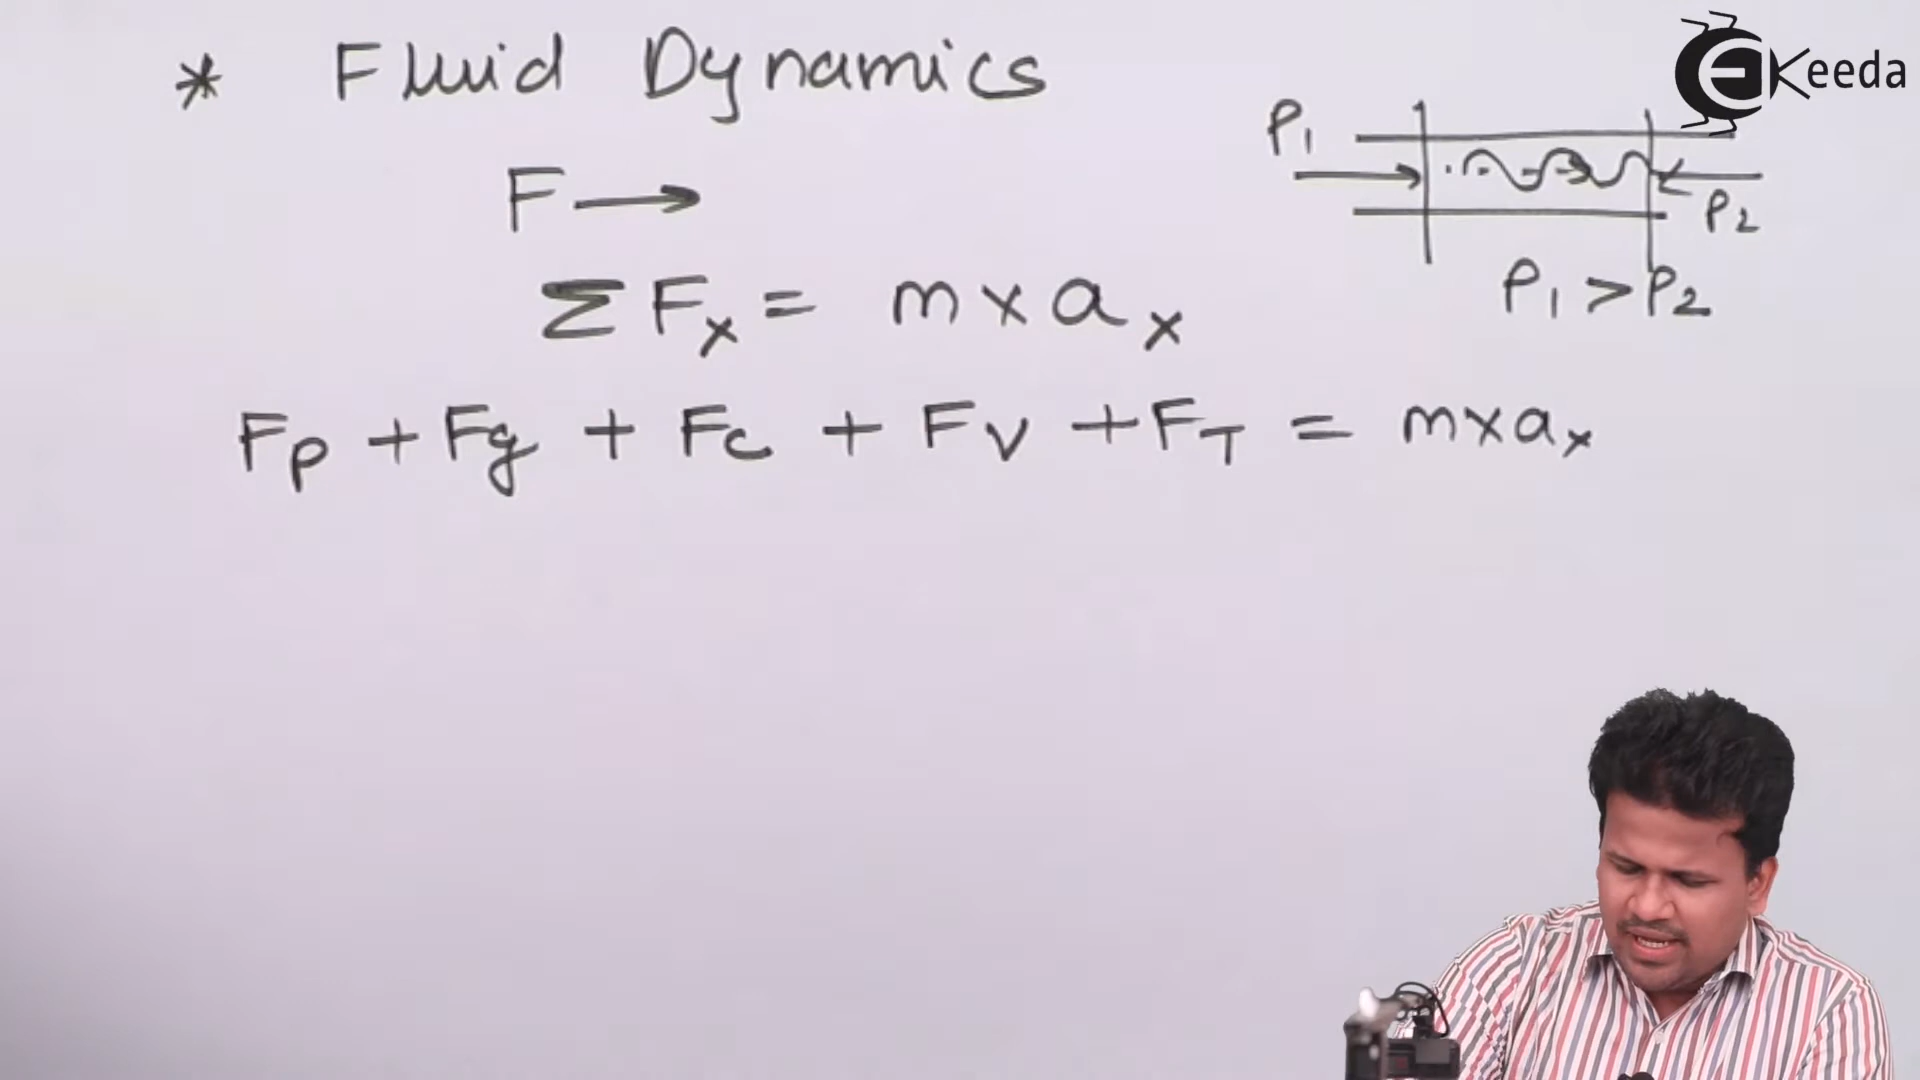 * Fluid Dynamics
Keeda
F →
P1
P2
P1 > P2
ΣFx = m x ax
Fp + Fg + Fc + Fv + FT = m x ax